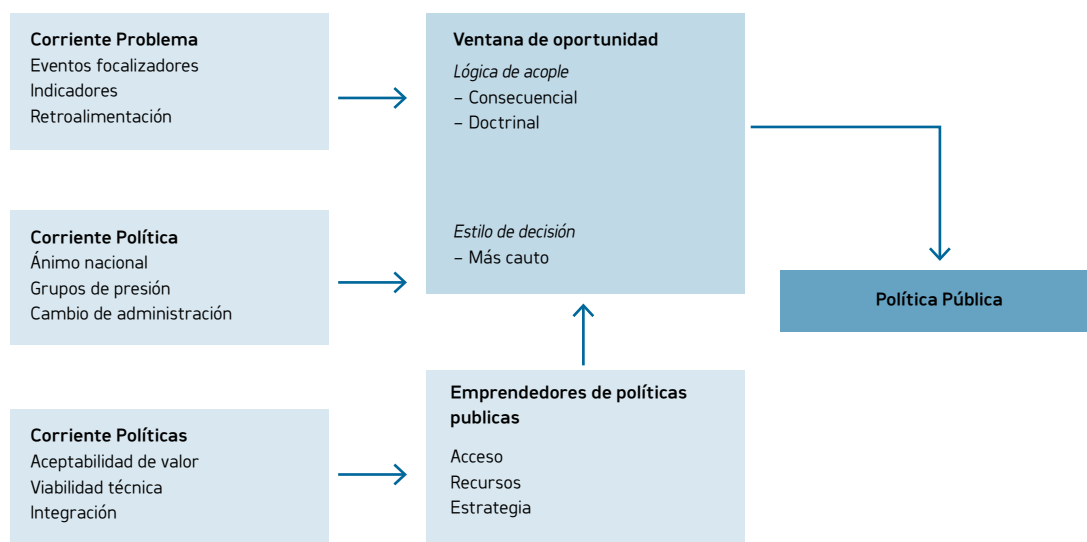 Corriente Problema
Eventos focalizadores
Indicadores
Retroalimentación
Corriente Política
Ánimo nacional
Grupos de presión
Cambio de administración
Corriente Políticas
Aceptabilidad de valor
Viabilidad técnica
Integración
Ventana de oportunidad
Lógica de acople
– Consecuencial
– Doctrinal
Estilo de decisión
– Más cauto
Emprendedores de políticas
publicas
Acceso
Recursos
Estrategia
Política Pública